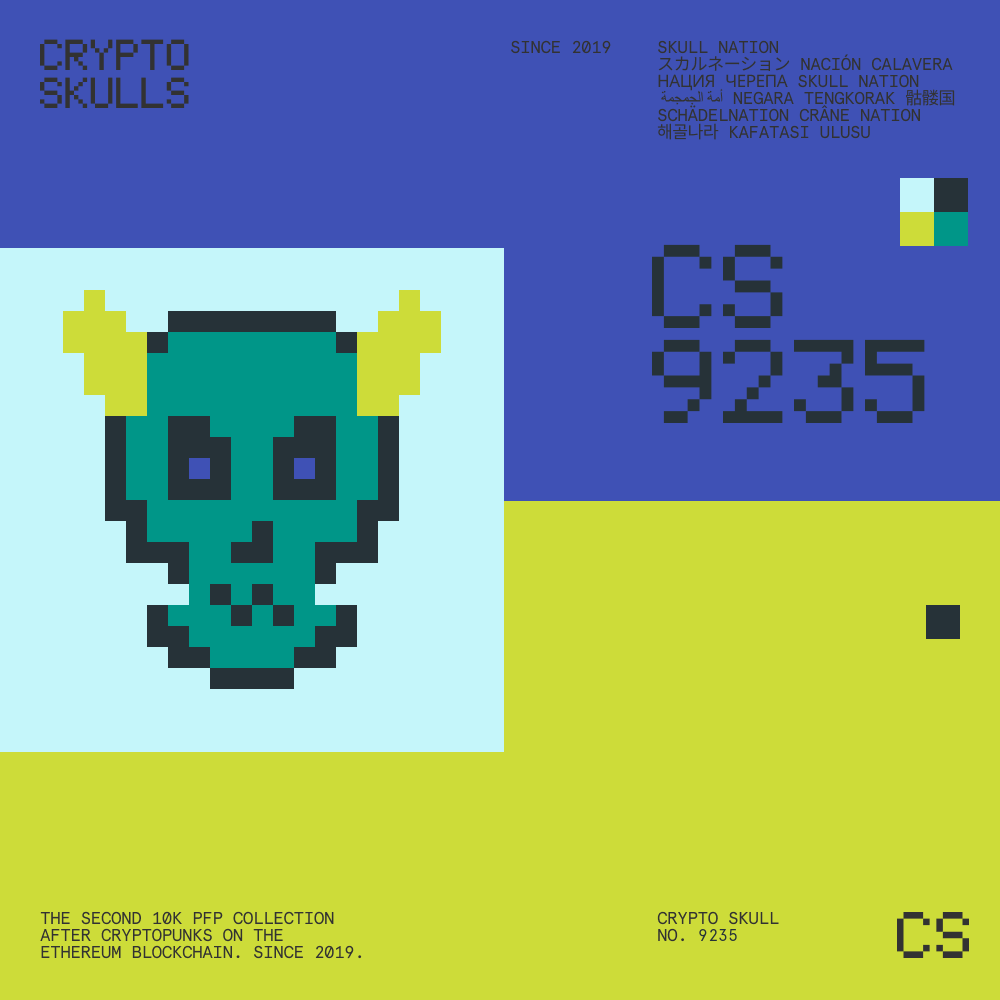 CRYPTO
SKULLS
SINCE 2019
SKULL NATION
スカルネーション NACIÓN CALAVERA
НАЦИЯ ЧЕРЕПА SKULL NATION
أمة الجمجمة NEGARA TENGKORAK 骷髅国
SCHÄDELNATION CRÂNE NATION
해골나라 KAFATASI ULUSU
CS
9235
THE SECOND 10K PFP COLLECTION
AFTER CRYPTOPUNKS ON THE
ETHEREUM BLOCKCHAIN. SINCE 2019.
CRYPTO SKULL
NO. 9235
CS